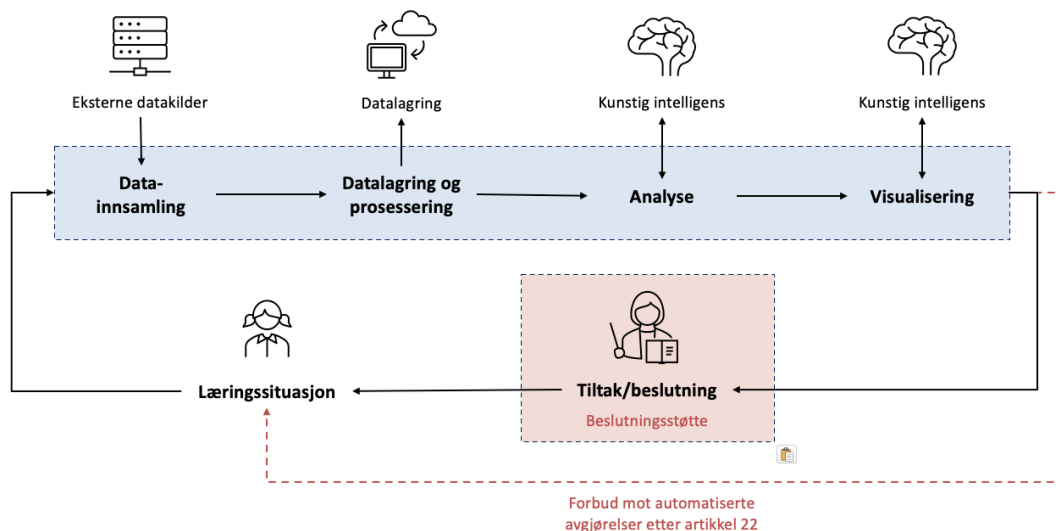 Eksterne datakilder
Datalagring
Kunstig intelligens
Kunstig intelligens
Data-
innsamling
Datalagring og
prosessering
Analyse
Visualisering
Læringssituasjon
Tiltak/beslutning
Beslutningsstøtte
Forbud mot automatiserte
avgjørelser etter artikkel 22